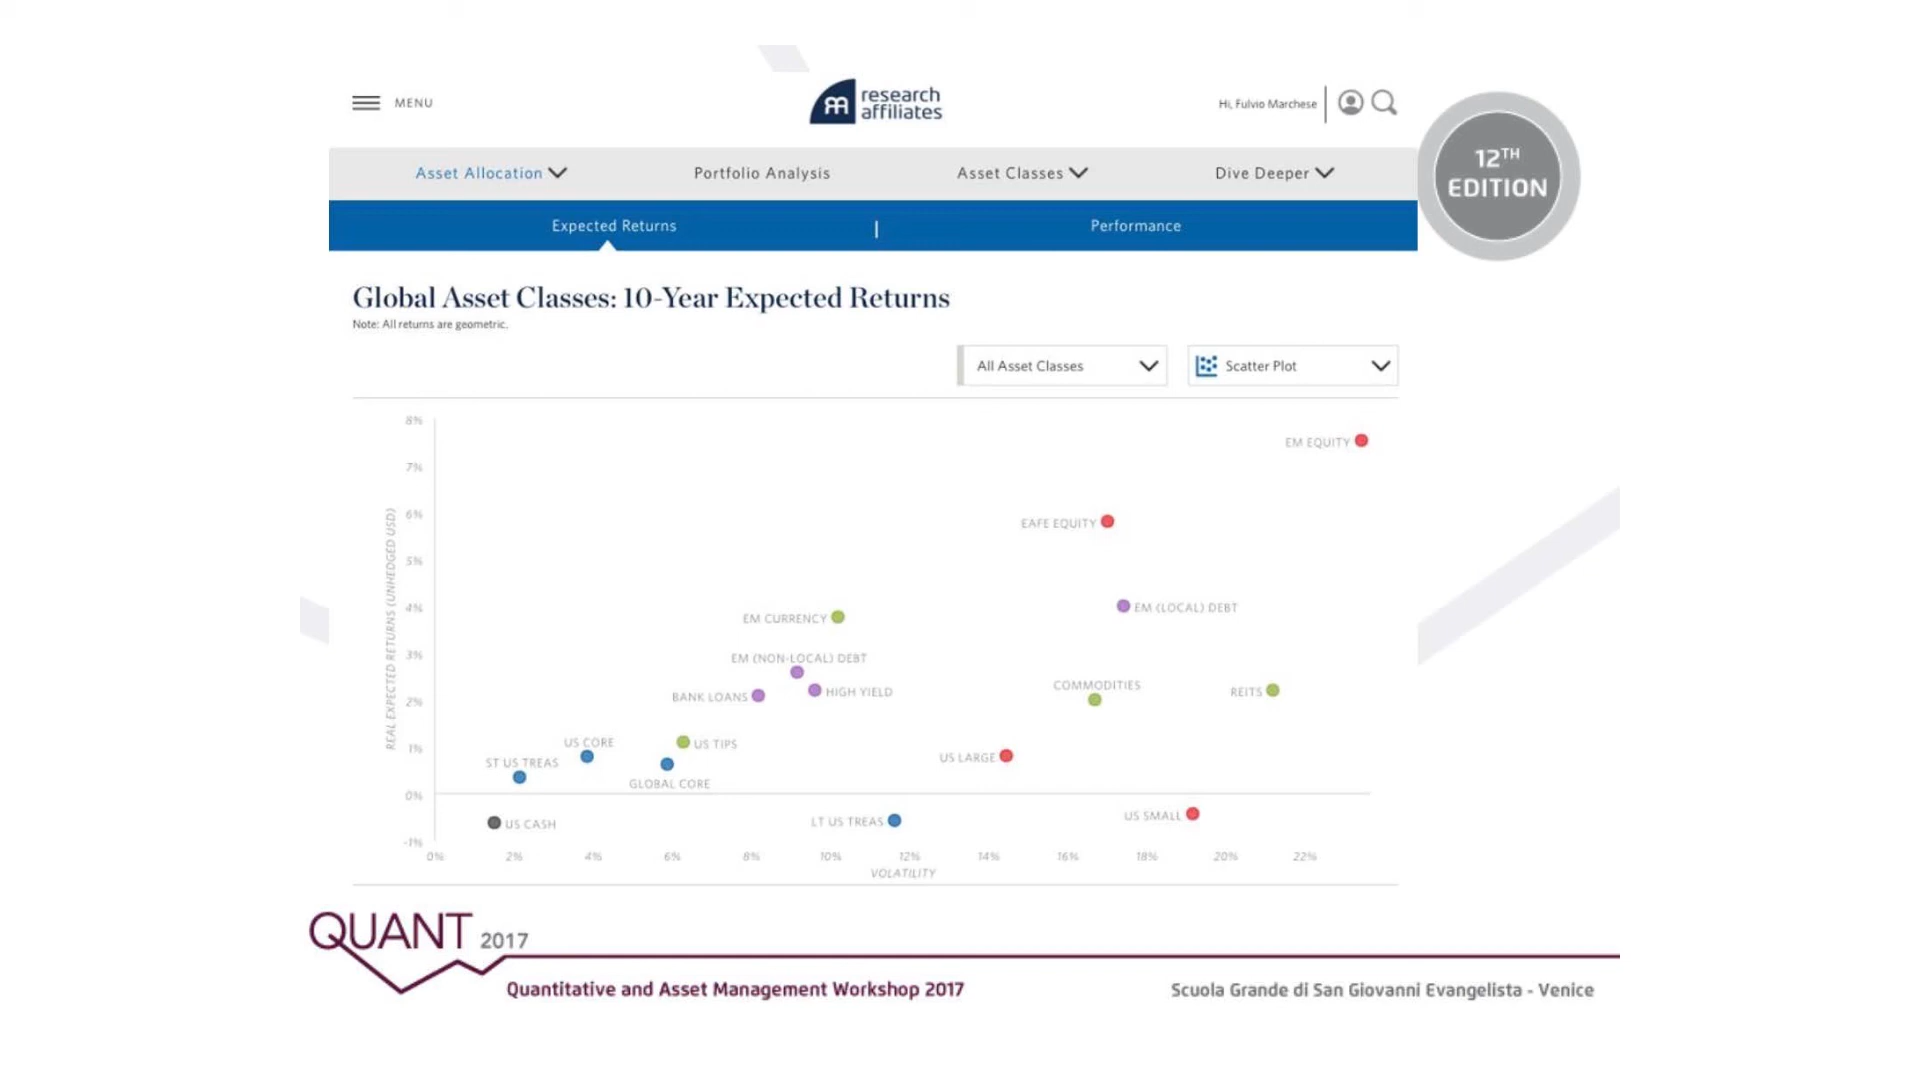 MENU
research
affiliates
Hi, Fulvio Marchese
12TH
EDITION
Asset Allocation
Portfolio Analysis
Asset Classes
Dive Deeper
Expected Returns
|
Performance
Global Asset Classes: 10-Year Expected Returns
Note: All returns are geometric.
All Asset Classes
Scatter Plot
8%
7%
6%
5%
4%
3%
2%
1%
0%
-1%
REAL EXPECTED RETURNS (UNHEDGED USD)
EM EQUITY
EAFE EQUITY
EM (LOCAL) DEBT
EM CURRENCY
EM (NON-LOCAL) DEBT
HIGH YIELD
BANK LOANS
COMMODITIES
REITS
US CORE
US TIPS
ST US TREAS
GLOBAL CORE
US LARGE
US CASH
LT US TREAS
US SMALL
0%
2%
4%
6%
8%
10%
12%
14%
16%
18%
20%
22%
VOLATILITY
QUANT 2017
Quantitative and Asset Management Workshop 2017
Scuola Grande di San Giovanni Evangelista - Venice